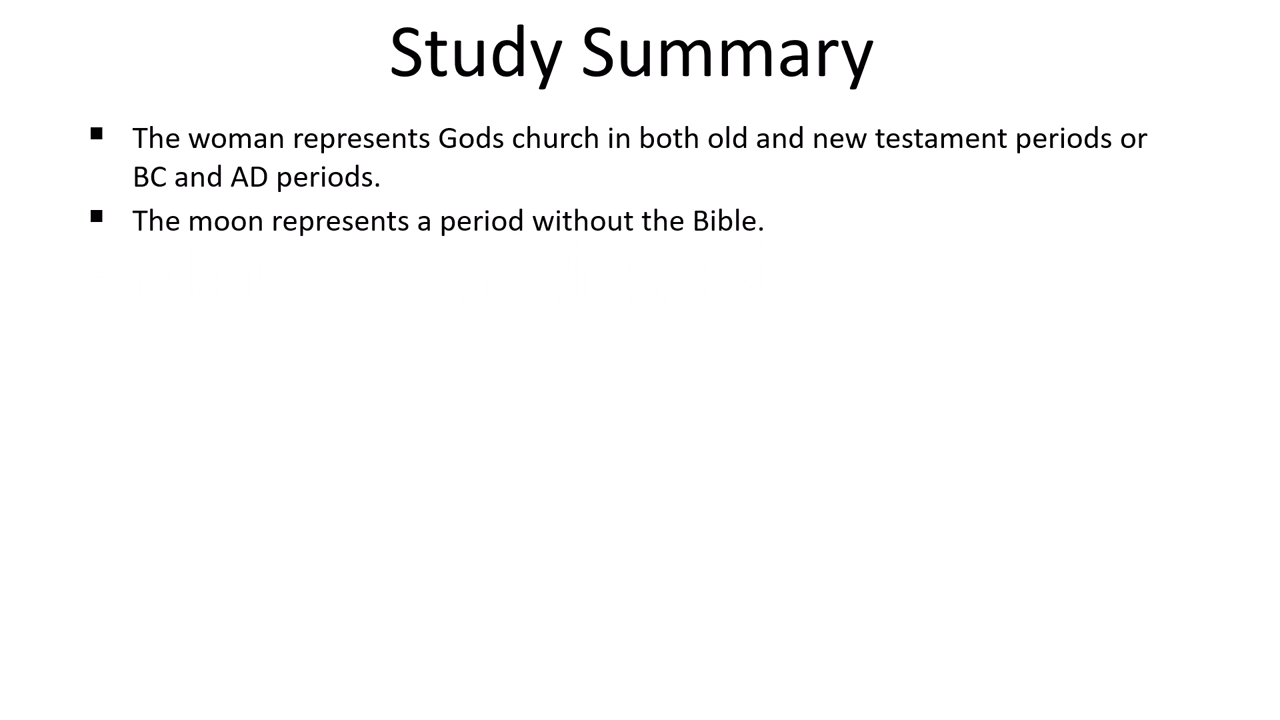 Study Summary
▪ The woman represents Gods church in both old and new testament periods or
BC and AD periods.
▪ The moon represents a period without the Bible.